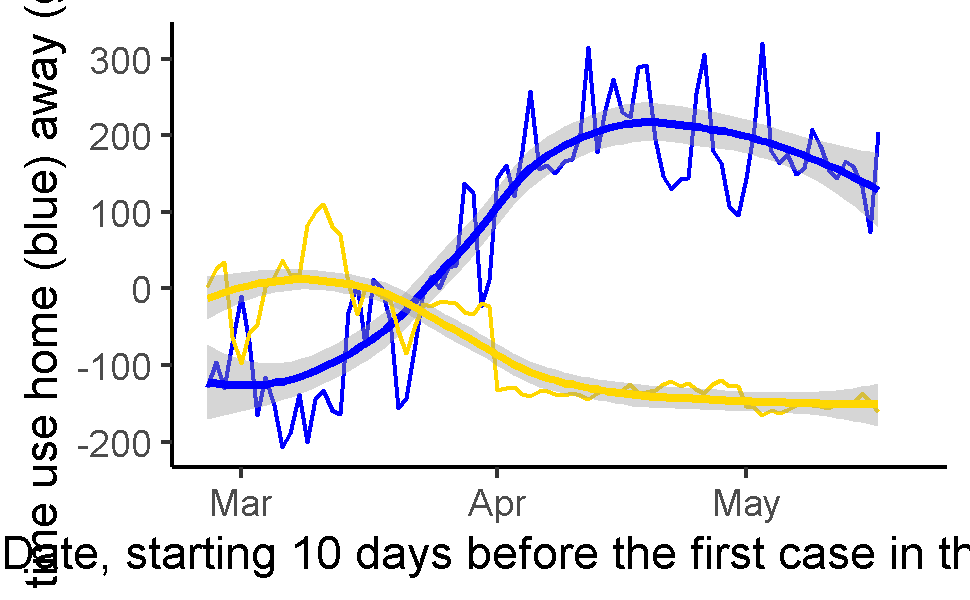 time use home (blue) away (
300
200
100
0
-100
-200
Mar Apr May
Date, starting 10 days before the first case in